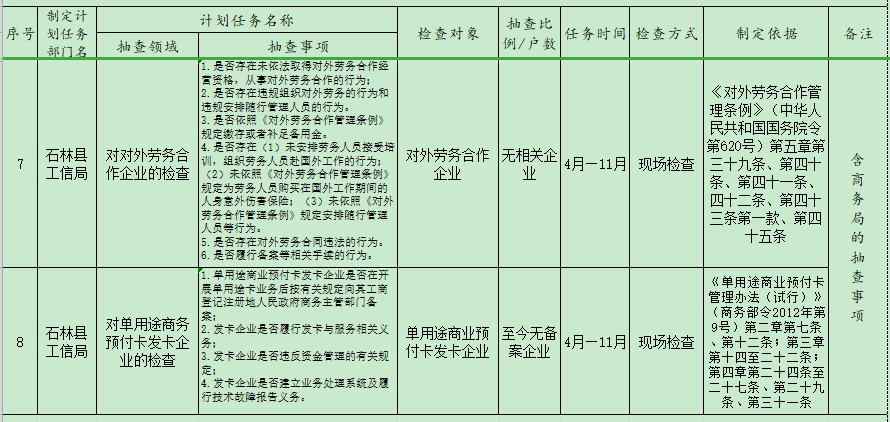 序号
制定计
划任务
部门名
计划任务名称
抽查领域
抽查事项
检查对象
抽查比
例/户数
任务时间
检查方式
制定依据
备注
7
石林县
工信局
对对外劳务合
作企业的检查
1. 是否存在未依法取得对外劳务合作经
营资格，从事对外劳务合作的行为；
2. 是否存在违规组织对外劳务的行为和
违规安排随行管理人员的行为。
3. 是否依照《对外劳务合作管理条例》
规定缴存或者补足备用金。
4. 是否存在（1）未安排劳务人员接受培
训，组织劳务人员赴国外工作的行为；
（2）未依照《对外劳务合作管理条例》
规定为劳务人员购买在国外工作期间的
人身意外伤害保险；（3）未依照《对外
劳务合作管理条例》规定安排随行管理
人员等行为。
5. 是否存在对外劳务合同违法的行为。
6. 是否履行备案等相关手续的行为。
对外劳务合作
企业
无相关企
业
4月—11月
现场检查
《对外劳务合作管
理条例》（中华人
民共和国国务院令
第620号）第五章第
三十九条、第四十
条、第四十一条、
四十二条、第四十
三条第一款、第四
十五条
含商务局的抽查事项
8
石林县
工信局
对单用途商务
预付卡发卡企
业的检查
1. 单用途商业预付卡发卡企业是否在开
展单用途卡业务后按有关规定向其工商
登记注册地人民政府商务主管部门备
案；
2. 发卡企业是否履行发卡与服务相关义
务；
3. 发卡企业是否违反资金管理的有关规
定；
4. 发卡企业是否建立业务处理系统及履
行技术故障报告义务。
单用途商业预
付卡发卡企业
至今无备
案企业
4月—11月
现场检查
《单用途商业预付卡
管理办法（试行）》
（商务部令2012年第
9号）第二章第七条
、第十二条；第三章
第十四至二十二条；
第四章第二十四条至
二十七条、第二十九
条、第三十一条